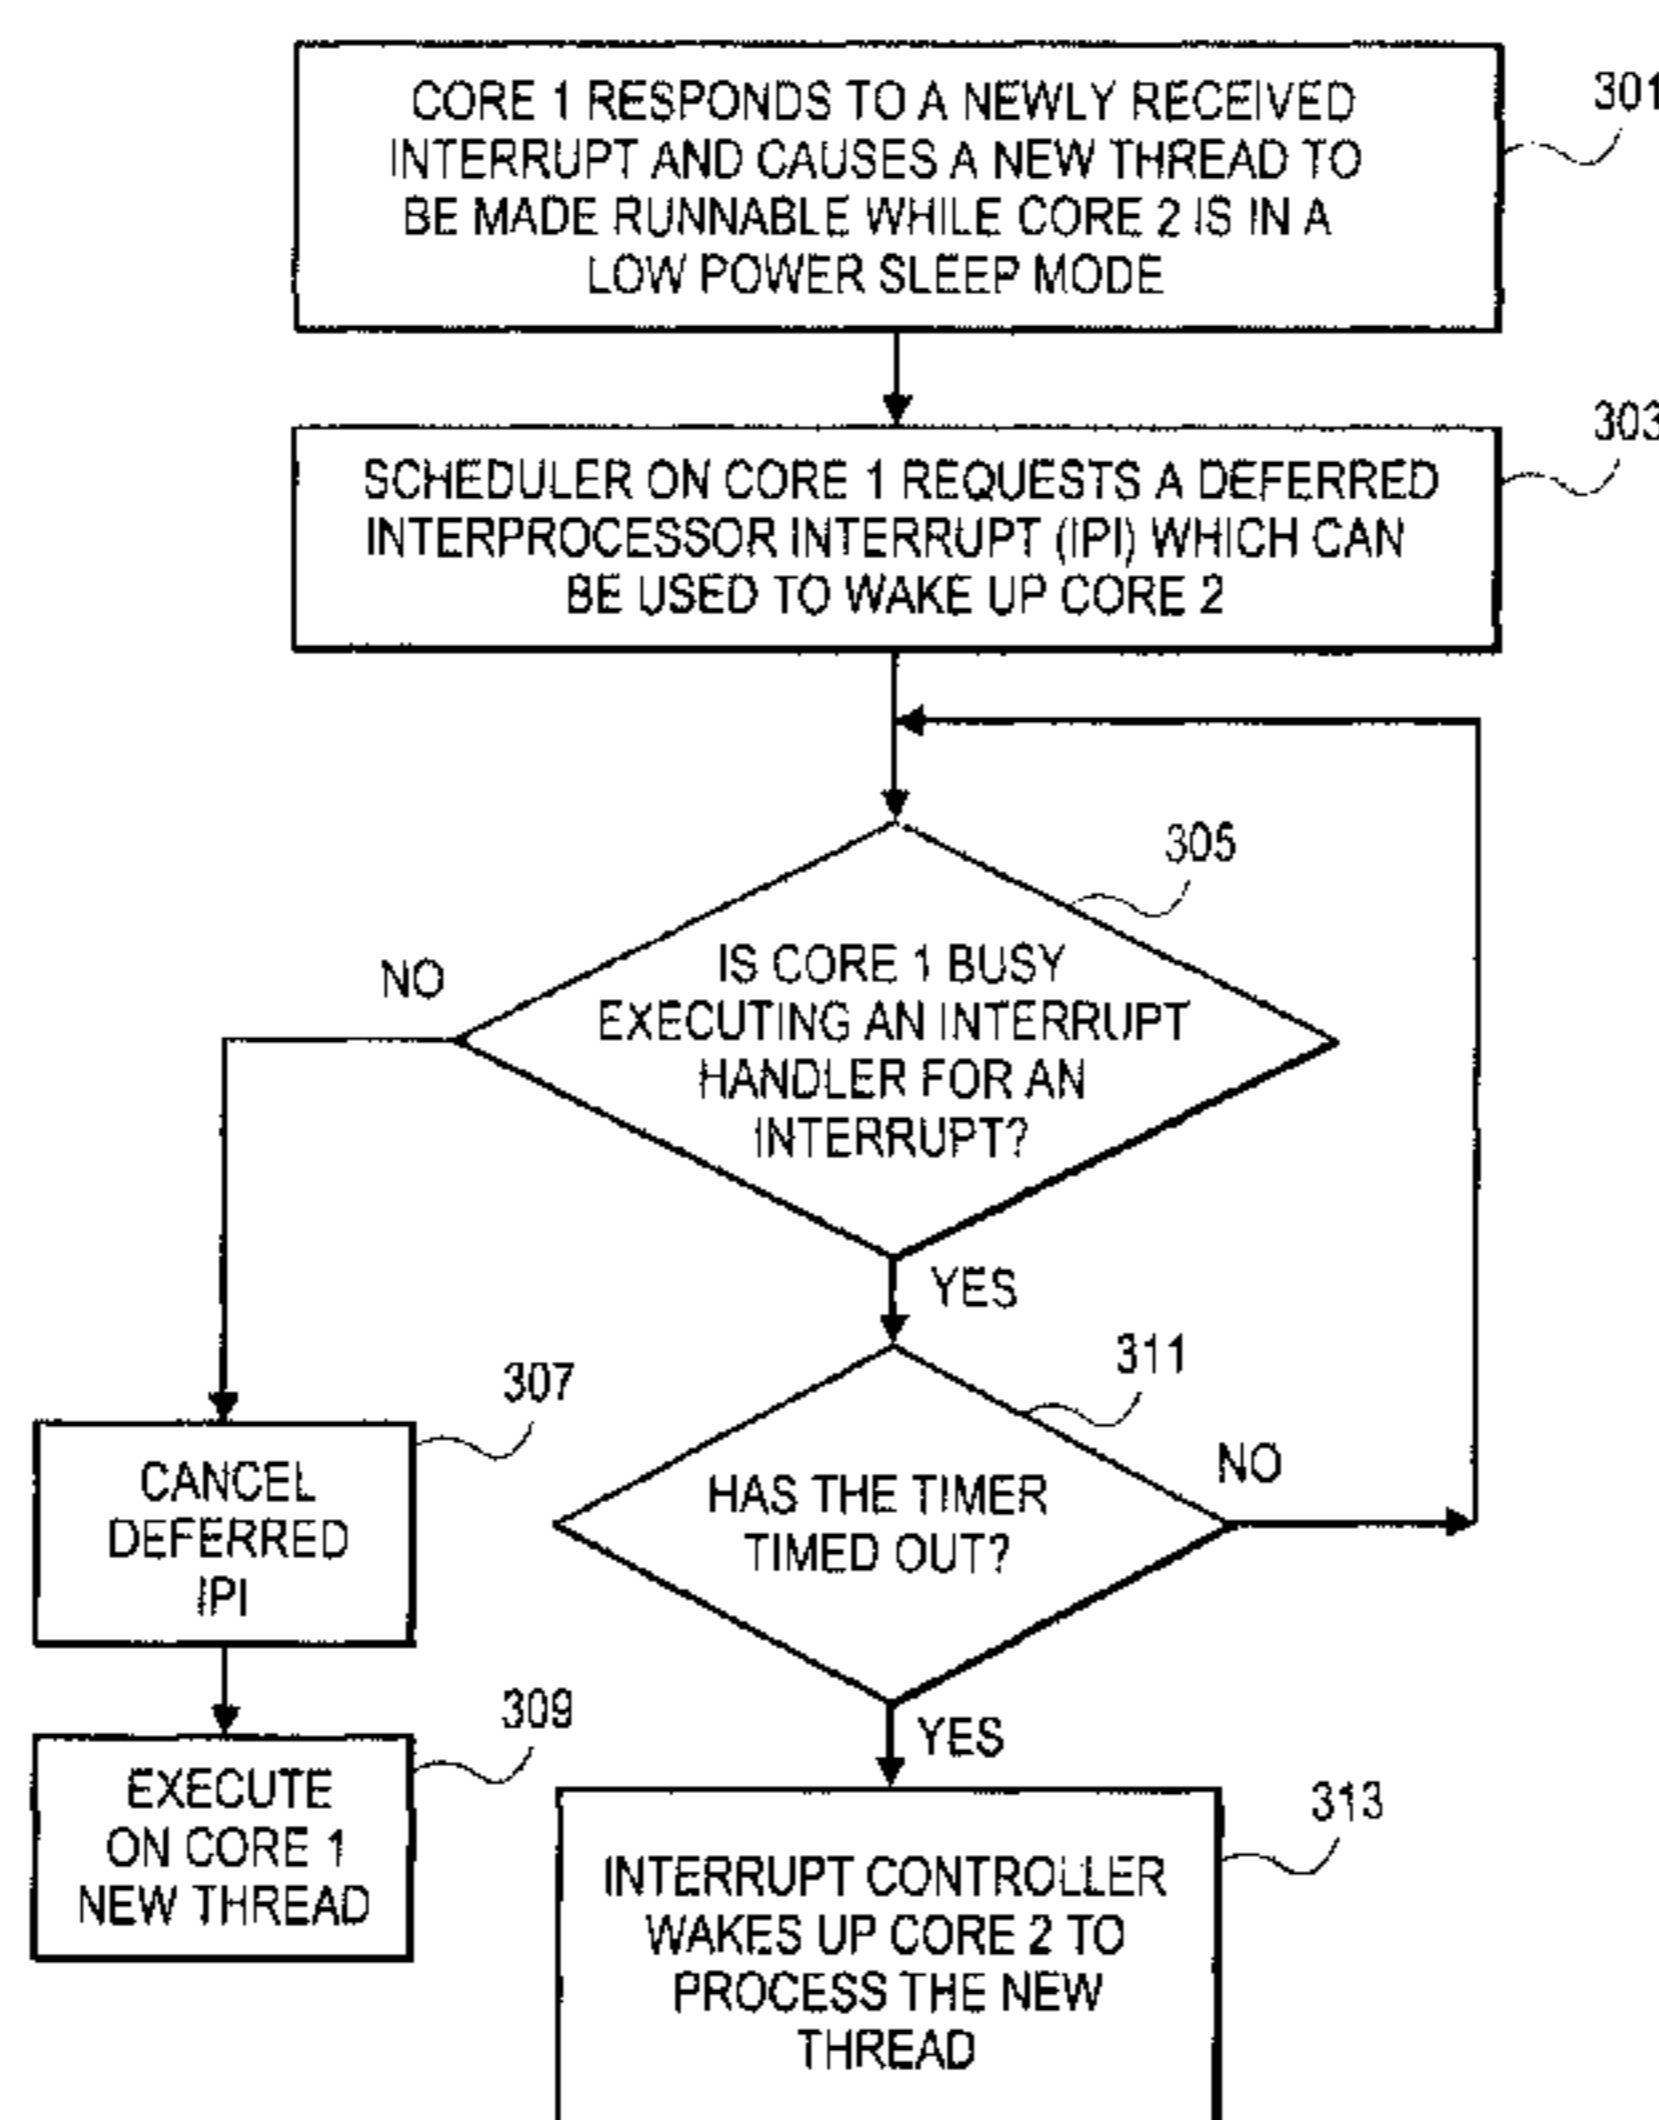 CORE 1 RESPONDS TO A NEWLY RECEIVED
INTERRUPT AND CAUSES A NEW THREAD TO
BE MADE RUNNABLE WHILE CORE 2 IS IN A
LOW POWER SLEEP MODE
301
SCHEDULER ON CORE 1 REQUESTS A DEFERRED
INTERPROCESSOR INTERRUPT (IPI) WHICH CAN
BE USED TO WAKE UP CORE 2
303
305
IS CORE 1 BUSY
EXECUTING AN INTERRUPT
HANDLER FOR AN
INTERRUPT?
NO
YES
307
CANCEL
DEFERRED
IPI
311
HAS THE TIMER
TIMED OUT?
NO
YES
309
EXECUTE
ON CORE 1
NEW THREAD
313
INTERRUPT CONTROLLER
WAKES UP CORE 2 TO
PROCESS THE NEW
THREAD